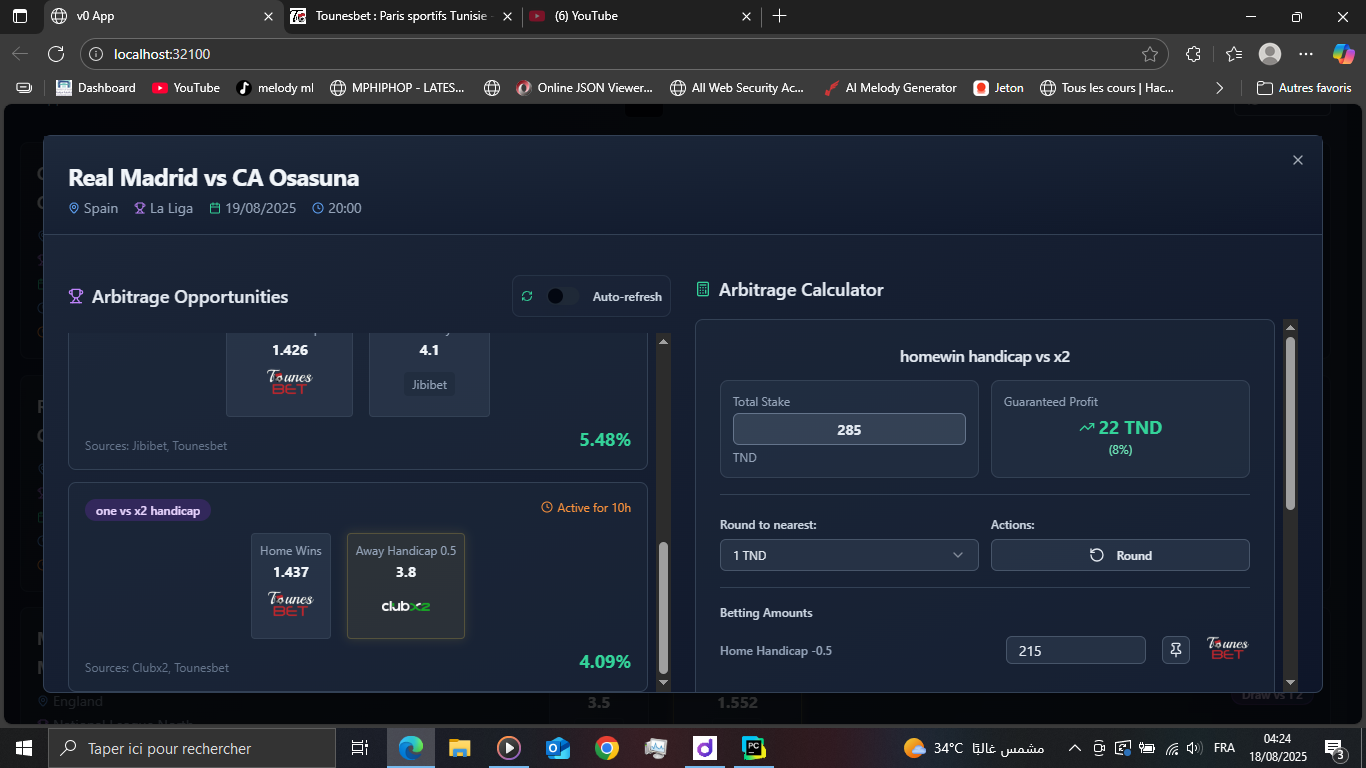 v0 App
Tounesbet : Paris sportifs Tunisie
(6) YouTube
localhost:32100
Dashboard
YouTube
melody ml
MPHIPHOP - LATES...
Online JSON Viewer...
All Web Security Ac...
AI Melody Generator
Jeton
Tous les cours | Hac...
Autres favoris
Real Madrid vs CA Osasuna
Spain
La Liga
19/08/2025
20:00
Arbitrage Opportunities
Auto-refresh
1.426
Tounes BET
4.1
Jibibet
Sources: Jibibet, Tounesbet
5.48%
one vs x2 handicap
Active for 10h
Home Wins
1.437
Tounes BET
Away Handicap 0.5
3.8
clubx2
Sources: Clubx2, Tounesbet
4.09%
Arbitrage Calculator
homewin handicap vs x2
Total Stake
285
TND
Guaranteed Profit
22 TND
(8%)
Round to nearest:
1 TND
Actions:
Round
Betting Amounts
Home Handicap -0.5
215
Tounes BET
England
National League North
3.5
1.552
Draw vs 12
Taper ici pour rechercher
34°C
مشمس غالبًا
FRA
04:24
18/08/2025
3